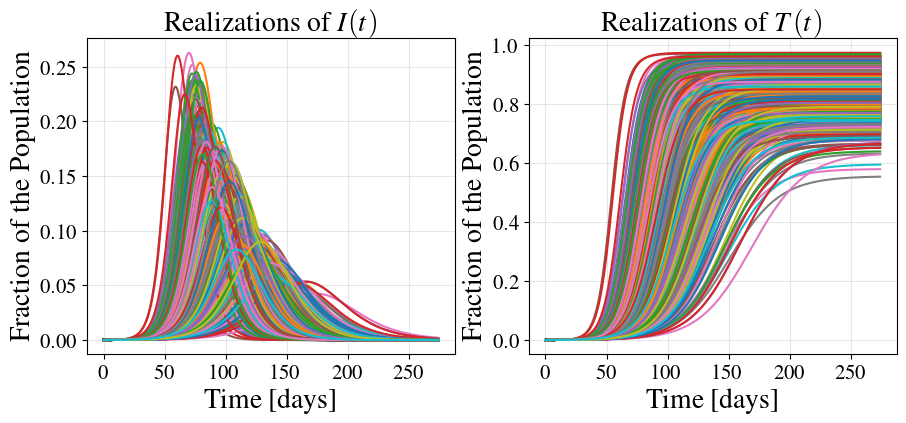 Realizations of I(t)
Fraction of the Population
0.25
0.20
0.15
0.10
0.05
0.00
0 50 100 150 200 250
Time [days]
Realizations of T(t)
Fraction of the Population
1.0
0.8
0.6
0.4
0.2
0.0
0 50 100 150 200 250
Time [days]